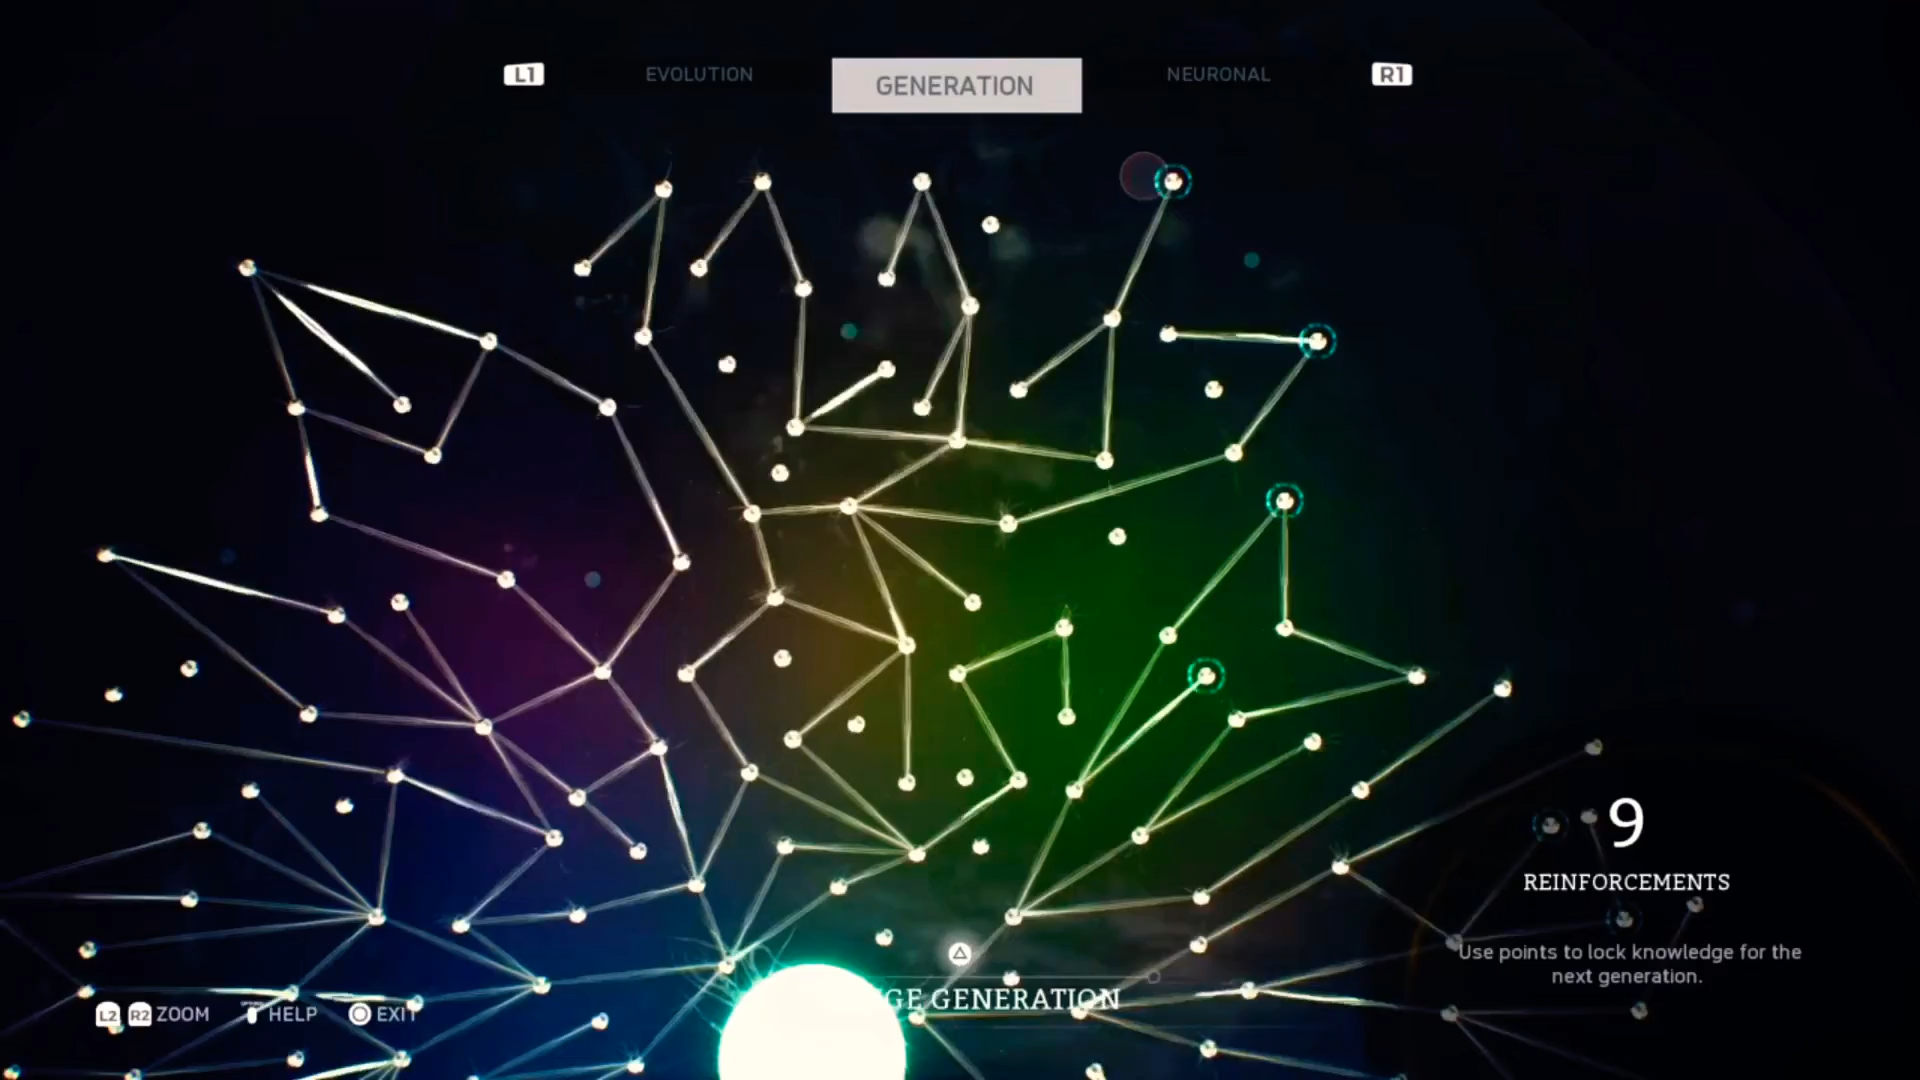 L1 EVOLUTION GENERATION NEURONAL R1
9
REINFORCEMENTS
Use points to lock knowledge for the
next generation.
GE GENERATION
L2 R2 ZOOM HELP EXIT